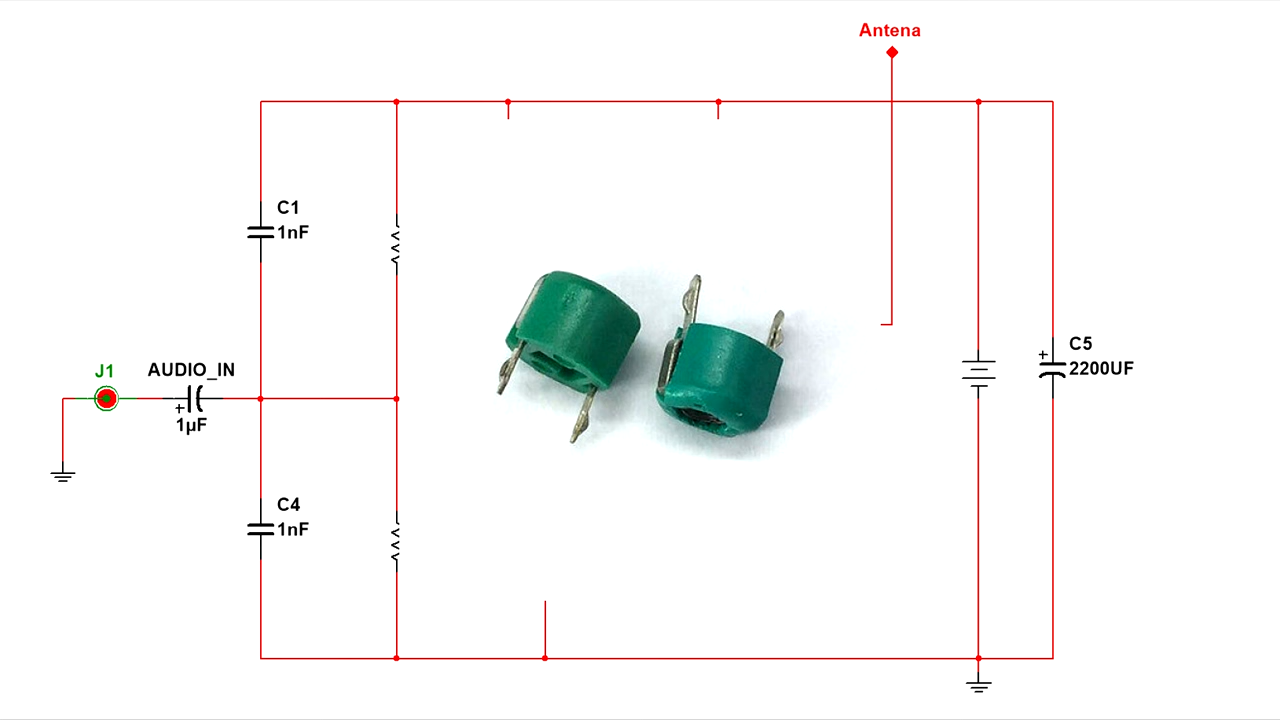 Antena
C1
1nF
J1
AUDIO_IN
+
1µF
C4
1nF
C5
+
2200UF